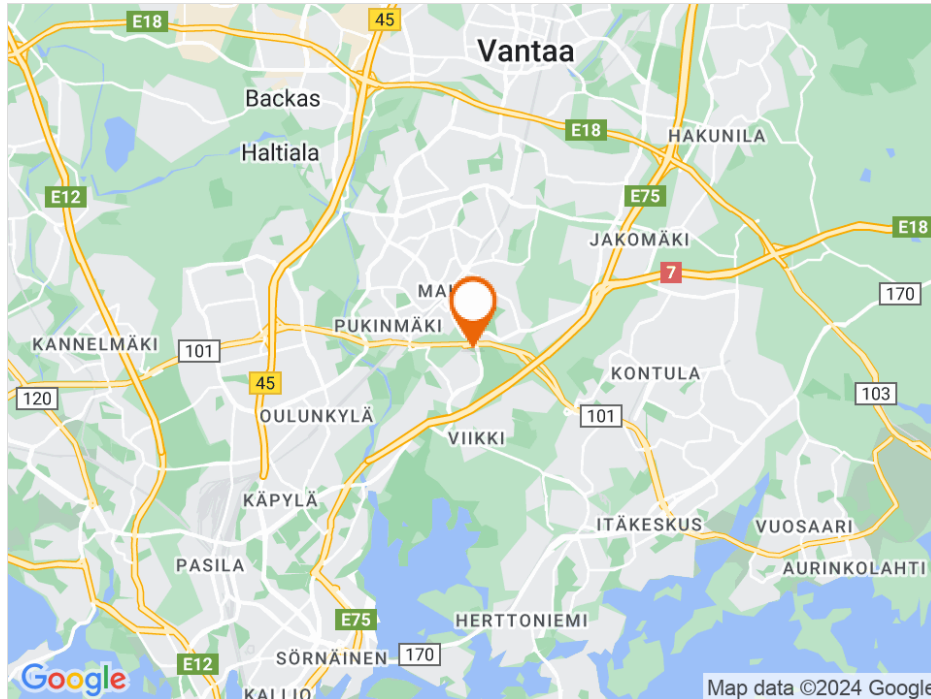 E18
45
Vantaa
Backas
E18
HAKUNILA
Haltiala
E12
E75
E18
JAKOMÄKI
7
170
PUKINMÄKI
KANNELMÄKI
101
KONTULA
45
120
103
OULUNKYLÄ
101
VIIKKI
KÄPYLÄ
ITÄKESKUS
VUOSAARI
PASILA
AURINKOLAHTI
E75
HERTTONIEMI
SÖRNÄINEN
170
E12
Google
KALLIO
Map data ©2024 Google